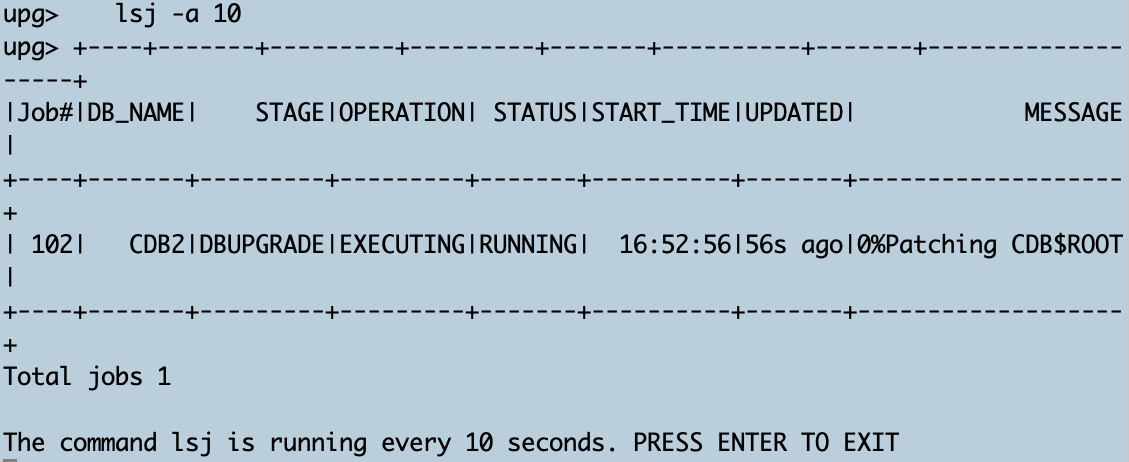 upg>    lsj -a 10
upg> +----+-------+---------+---------+-------+----------+-------+--------------
-----+
|Job#|DB_NAME|    STAGE|OPERATION| STATUS|START_TIME|UPDATED|            MESSAGE
|
+----+-------+---------+---------+-------+----------+-------+-------------------
+
| 102|   CDB2|DBUPGRADE|EXECUTING|RUNNING|  16:52:56|56s ago|0%Patching CDB$ROOT
|
+----+-------+---------+---------+-------+----------+-------+-------------------
+
Total jobs 1

The command lsj is running every 10 seconds. PRESS ENTER TO EXIT